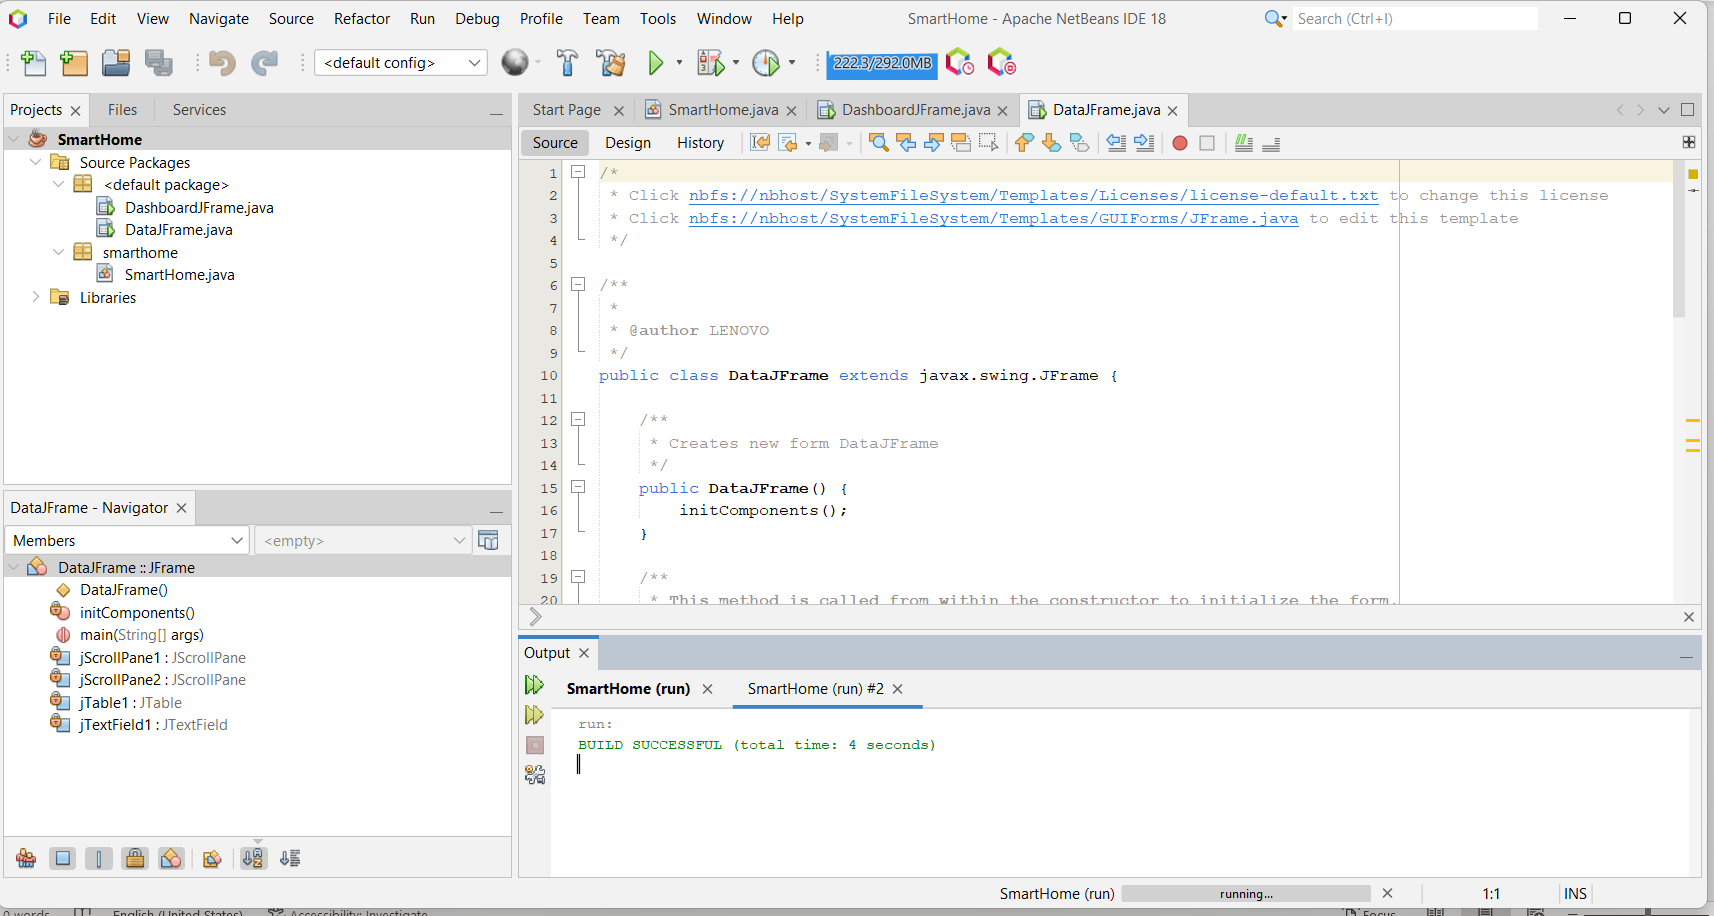 File Edit View Navigate Source Refactor Run Debug Profile Team Tools Window Help
SmartHome - Apache NetBeans IDE 18
Search (Ctrl+I)
<default config>
222.3/292.0MB
Projects Files Services
SmartHome
Source Packages
<default package>
DashboardJFrame.java
DataJFrame.java
smarthome
SmartHome.java
Libraries
DataJFrame - Navigator
Members
<empty>
DataJFrame :: JFrame
DataJFrame()
initComponents()
main(String[] args)
jScrollPane1 : JScrollPane
jScrollPane2 : JScrollPane
jTable1 : JTable
jTextField1 : JTextField
Start Page SmartHome.java DashboardJFrame.java DataJFrame.java
Source Design History
1 /*
2 * Click nbfs://nbhost/SystemFileSystem/Templates/Licenses/license-default.txt to change this license
3 * Click nbfs://nbhost/SystemFileSystem/Templates/GUIForms/JFrame.java to edit this template
4 */
5
6 /**
7 *
8 * @author LENOVO
9 */
10 public class DataJFrame extends javax.swing.JFrame {
11
12 /**
13 * Creates new form DataJFrame
14 */
15 public DataJFrame() {
16 initComponents();
17 }
18
19 /**
20 * This method is called from within the constructor to initialize the form.
Output
SmartHome (run) SmartHome (run) #2
run:
BUILD SUCCESSFUL (total time: 4 seconds)
SmartHome (run) running... 1:1 INS
0 words English (United States) Accessibility: Investigate Focus